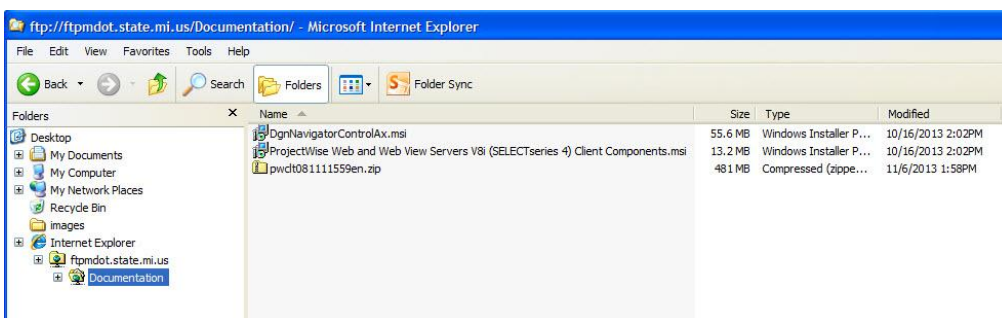 ftp://ftpmdot.state.mi.us/Documentation/ - Microsoft Internet Explorer
File Edit View Favorites Tools Help
Back Search Folders Folder Sync
Folders X Name Size Type Modified
Desktop
My Documents
My Computer
My Network Places
Recycle Bin
images
Internet Explorer
ftpmdot.state.mi.us
Documentation
DgnNavigatorControlAx.msi 55.6 MB Windows Installer P... 10/16/2013 2:02PM
ProjectWise Web and Web View Servers V8i (SELECTseries 4) Client Components.msi 13.2 MB Windows Installer P... 10/16/2013 2:02PM
pwclt081111559en.zip 481 MB Compressed (zippe... 11/6/2013 1:58PM